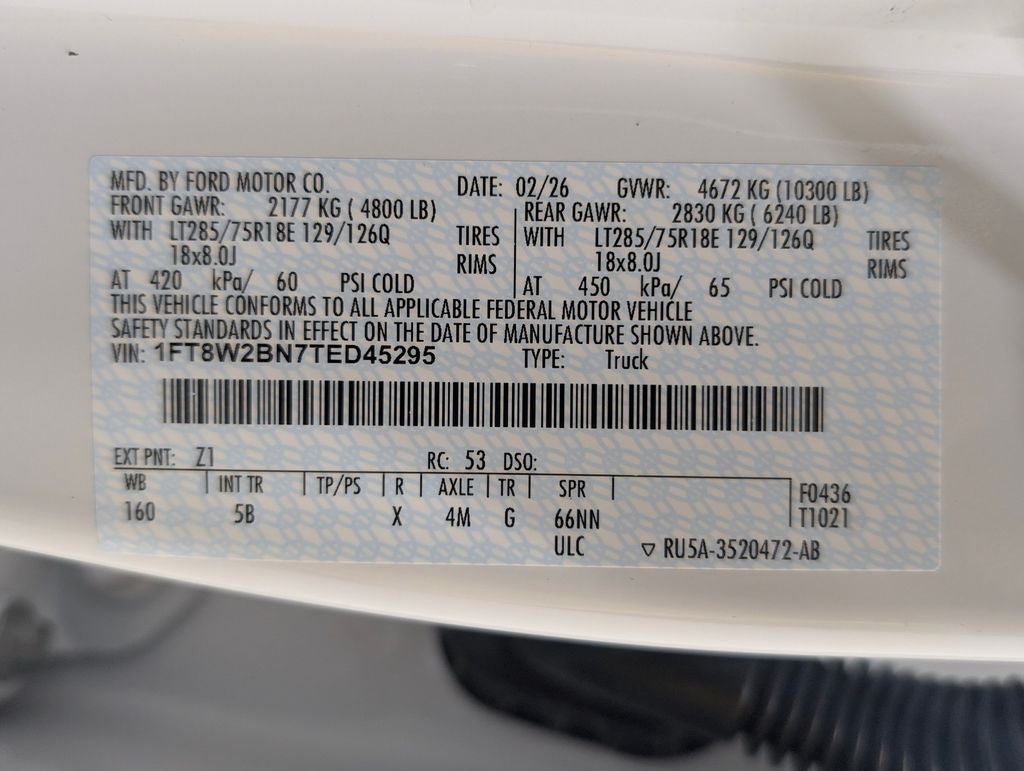 MFD. BY FORD MOTOR CO. DATE: 02/26 GVWR: 4672 KG (10300 LB)
FRONT GAWR: 2177 KG ( 4800 LB) REAR GAWR: 2830 KG ( 6240 LB)
WITH LT285/75R18E 129/126Q TIRES WITH LT285/75R18E 129/126Q TIRES
18x8.0J RIMS 18x8.0J RIMS
AT 420 kPa/ 60 PSI COLD AT 450 kPa/ 65 PSI COLD
THIS VEHICLE CONFORMS TO ALL APPLICABLE FEDERAL MOTOR VEHICLE
SAFETY STANDARDS IN EFFECT ON THE DATE OF MANUFACTURE SHOWN ABOVE.
VIN: 1FT8W2BN7TED45295 TYPE: Truck
EXT PNT: Z1 RC: 53 DSO:
WB INT TR TP/PS R AXLE TR SPR F0436
160 5B X 4M G 66NN T1021
ULC ▽ RU5A-3520472-AB